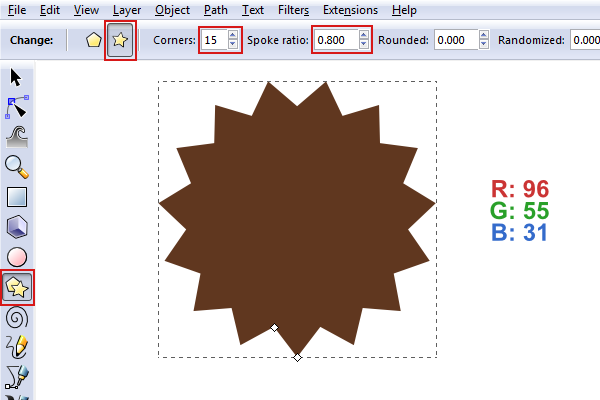 File Edit View Layer Object Path Text Filters Extensions Help
Change: Corners: 15 Spoke ratio: 0.800 Rounded: 0.000 Randomized: 0.000
R: 96
G: 55
B: 31